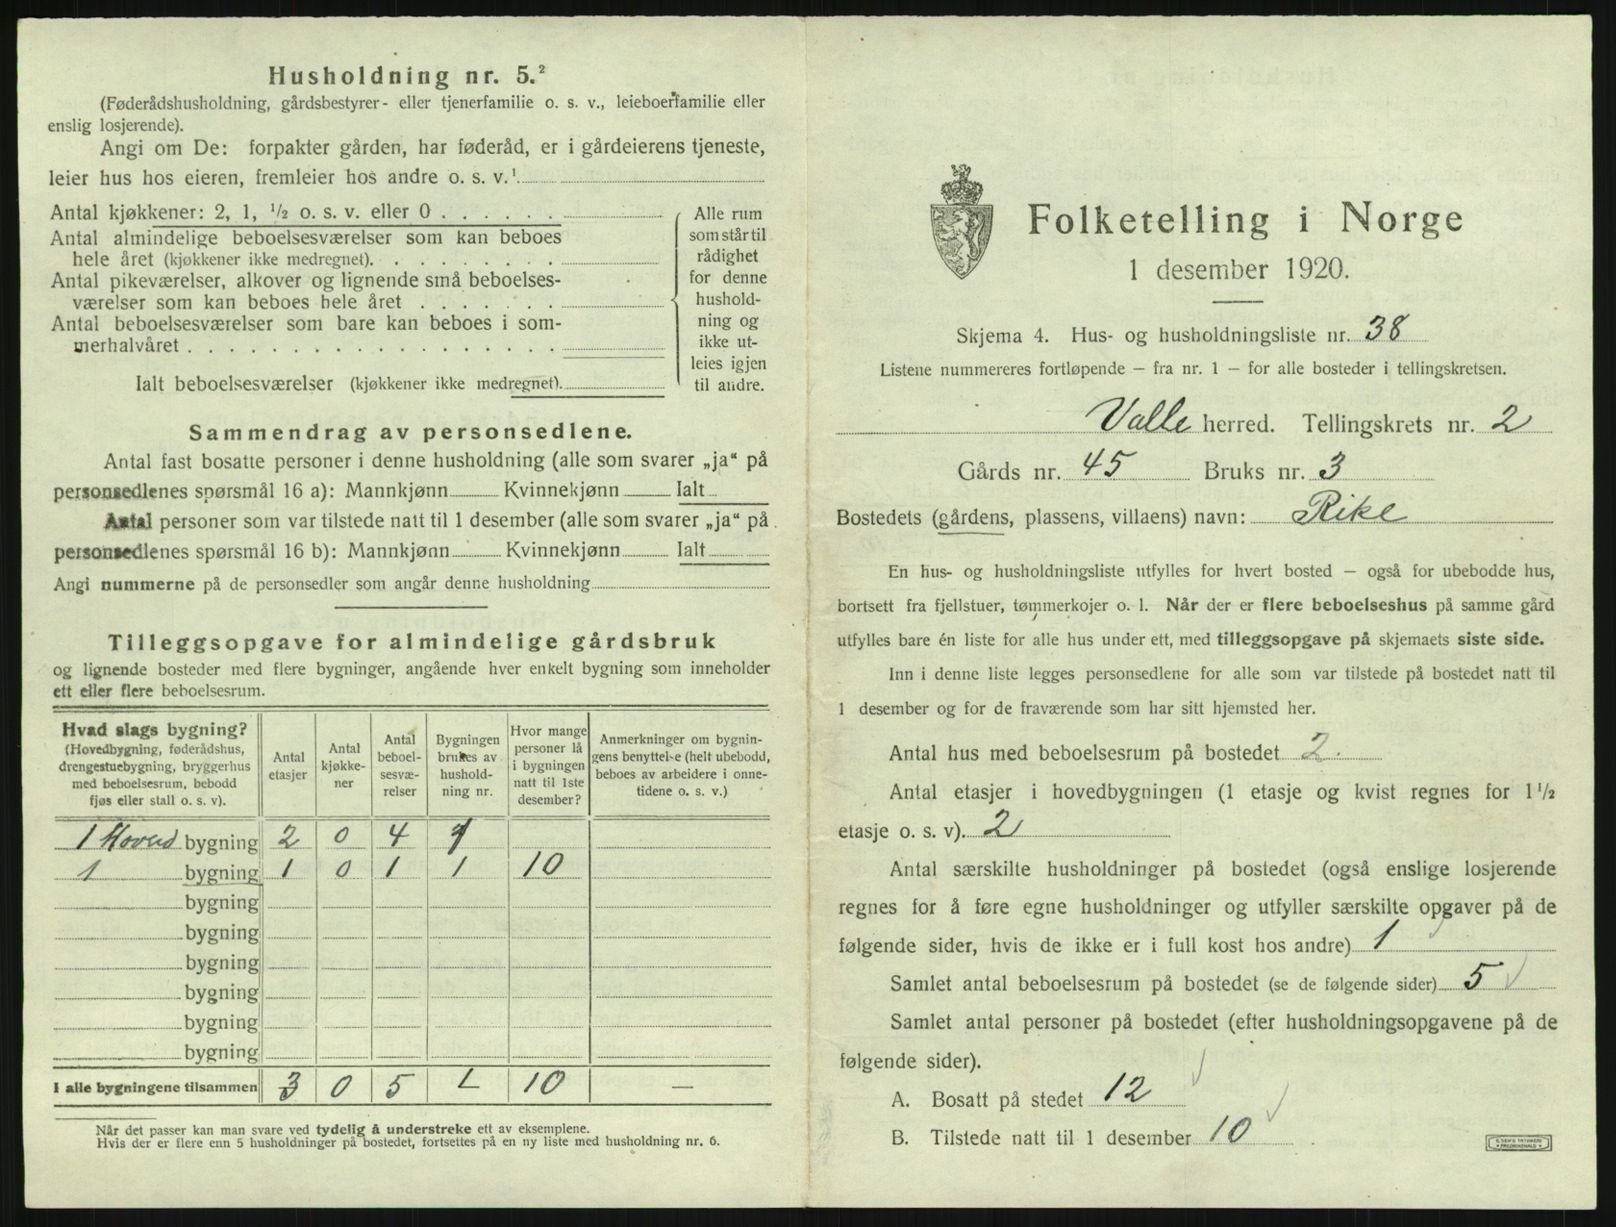 Husholdning nr. 5.²
(Føderådshusholdning, gårdsbestyrer- eller tjenerfamilie o. s. v., leieboerfamilie eller
enslig losjerende).
Angi om De: forpakter gården, har føderåd, er i gårdeierens tjeneste,
leier hus hos eieren, fremleier hos andre o. s. v.¹
Antal kjøkkener: 2, 1, ½ o. s. v. eller 0 . . . . . .
Antal almindelige beboelsesværelser som kan beboes
hele året (kjøkkener ikke medregnet). . . . . . . . .
Antal pikeværelser, alkover og lignende små beboelses-
værelser som kan beboes hele året . . . . . . .
Antal beboelsesværelser som bare kan beboes i som-
merhalvåret . . . . . . . . . . . . . . . . . .
Ialt beboelsesværelser (kjøkkener ikke medregnet).
Alle rum
som står til
rådighet
for denne
hushold-
ning og
ikke ut-
leies igjen
til andre.
Sammendrag av personsedlene.
Antal fast bosatte personer i denne husholdning (alle som svarer „ja“ på
personsedlenes spørsmål 16 a): Mannkjønn Kvinnekjønn Ialt
Antal personer som var tilstede natt til 1 desember (alle som svarer „ja“ på
personsedlenes spørsmål 16 b): Mannkjønn Kvinnekjønn Ialt
Angi nummerne på de personsedler som angår denne husholdning
Tilleggsopgave for almindelige gårdsbruk
og lignende bosteder med flere bygninger, angående hver enkelt bygning som inneholder
ett eller flere beboelsesrum.
Hvad slags bygning?
(Hovedbygning, føderådshus,
drengestuebygning, bryggerhus
med beboelsesrum, bebodd
fjøs eller stall o. s. v).
Antal
etasjer
Antal
kjøkke-
ner
Antal
beboel-
sesvæ-
relser
Bygningen
brukes av
hushold-
ning nr.
Hvor mange
personer lå
i bygningen
natt til 1ste
desember?
Anmerkninger om bygnin-
gens benyttelse (helt ubebodd,
beboes av arbeidere i onne-
tidene o. s. v.)
1 Hoved bygning 2 0 4 1
1 bygning 1 0 1 1 10
bygning
bygning
bygning
bygning
bygning
bygning
I alle bygningene tilsammen 3 0 5 1 10 —
Når det passer kan man svare ved tydelig å understreke ett av eksemplene.
Hvis der er flere enn 5 husholdninger på bostedet, fortsettes på en ny liste med husholdning nr. 6.
Folketelling i Norge
1 desember 1920.
Skjema 4. Hus- og husholdningsliste nr. 38
Listene nummereres fortløpende — fra nr. 1 — for alle bosteder i tellingskretsen.
Valle herred. Tellingskrets nr. 2
Gårds nr. 45 Bruks nr. 3
Bostedets (gårdens, plassens, villaens) navn: Rike
En hus- og husholdningsliste utfylles for hvert bosted — også for ubebodde hus,
bortsett fra fjellstuer, tømmerkojer o. l. Når der er flere beboelseshus på samme gård
utfylles bare én liste for alle hus under ett, med tilleggsopgave på skjemaets siste side.
Inn i denne liste legges personsedlene for alle som var tilstede på bostedet natt til
1 desember og for de fraværende som har sitt hjemsted her.
Antal hus med beboelsesrum på bostedet 2
Antal etasjer i hovedbygningen (1 etasje og kvist regnes for 1 ½
etasje o. s. v). 2
Antal særskilte husholdninger på bostedet (også enslige losjerende
regnes for å føre egne husholdninger og utfyller særskilte opgaver på de
følgende sider, hvis de ikke er i full kost hos andre) 1
Samlet antal beboelsesrum på bostedet (se de følgende sider) 5
Samlet antal personer på bostedet (efter husholdningsopgavene på de
følgende sider).
A. Bosatt på stedet 12
B. Tilstede natt til 1 desember 10